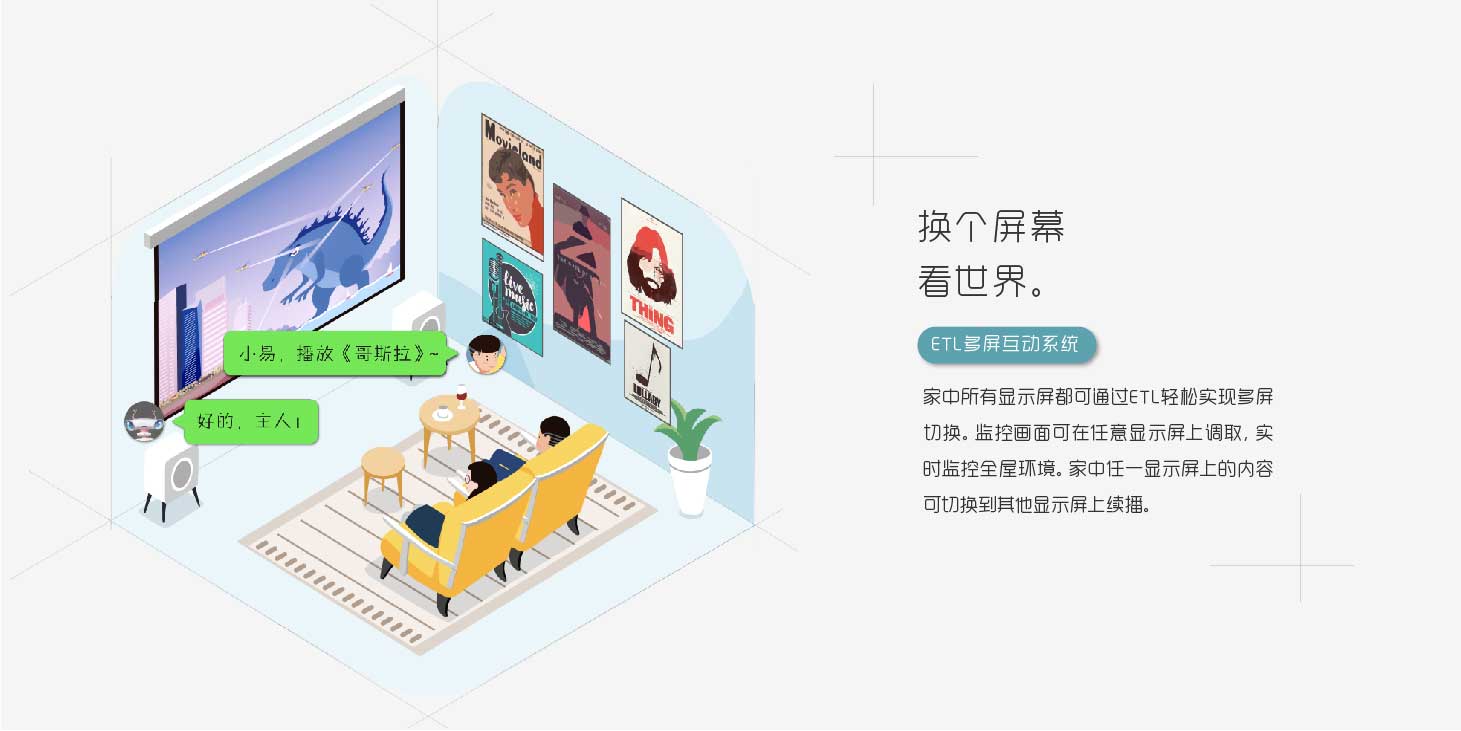 Movieland
Live
music
THING
LULLABY
小易，播放《哥斯拉》~
好的，主人！
换个屏幕
看世界。
ETL多屏互动系统
家中所有显示屏都可通过ETL轻松实现多屏
切换。监控画面可在任意显示屏上调取，实
时监控全屋环境。家中任一显示屏上的内容
可切换到其他显示屏上续播。